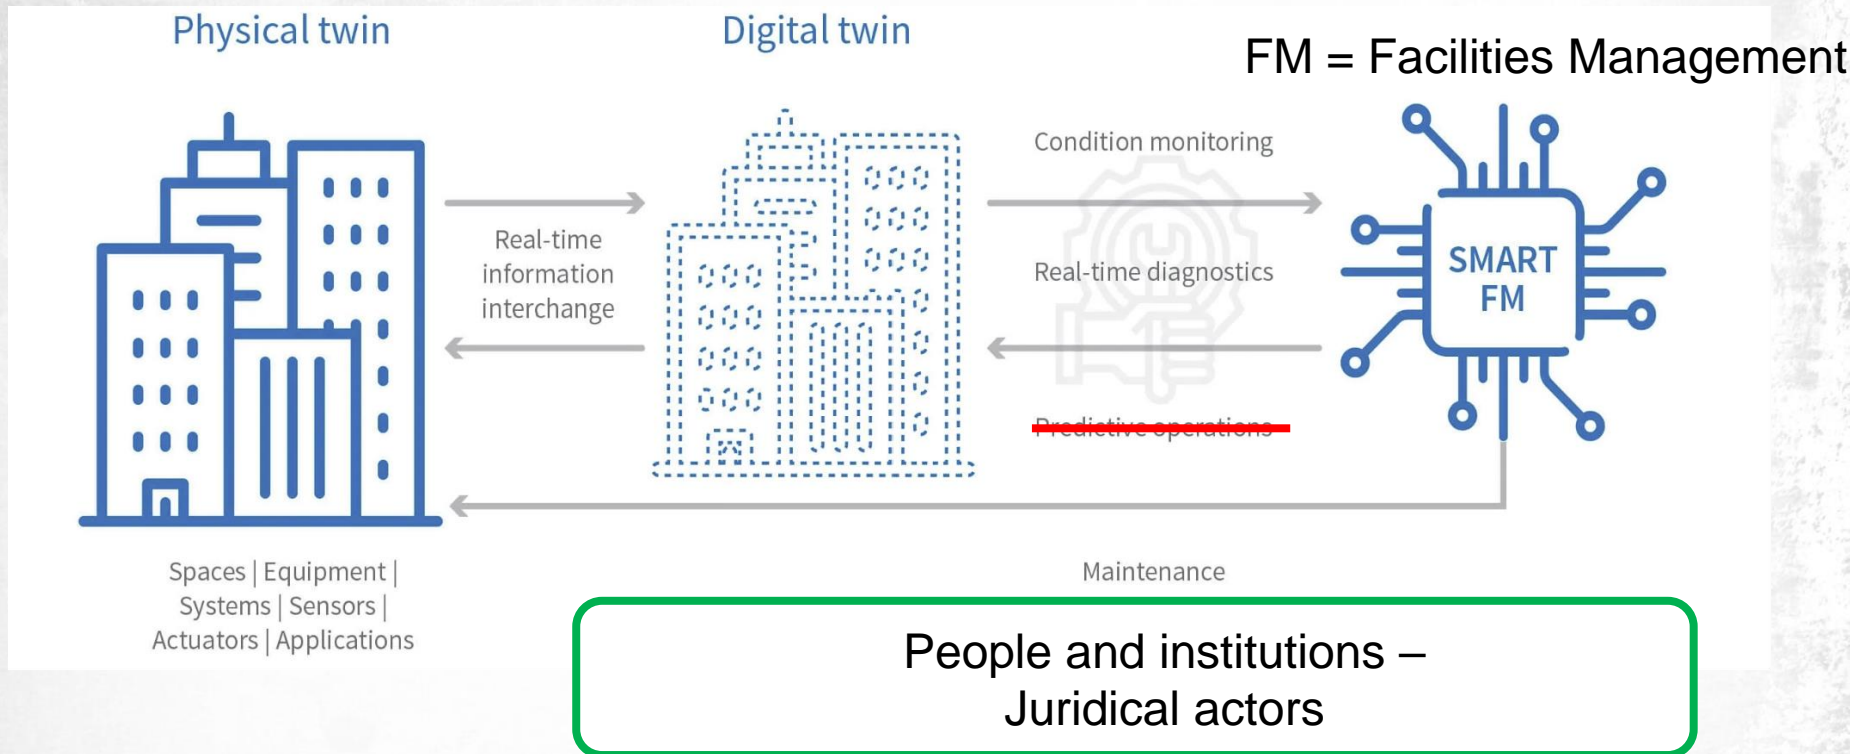 Physical twin
Digital twin
FM = Facilities Management
Condition monitoring
Real-time
information
interchange
Real-time diagnostics
SMART
FM
Predictive operations
Spaces | Equipment |
Systems | Sensors |
Actuators | Applications
Maintenance
People and institutions –
Juridical actors